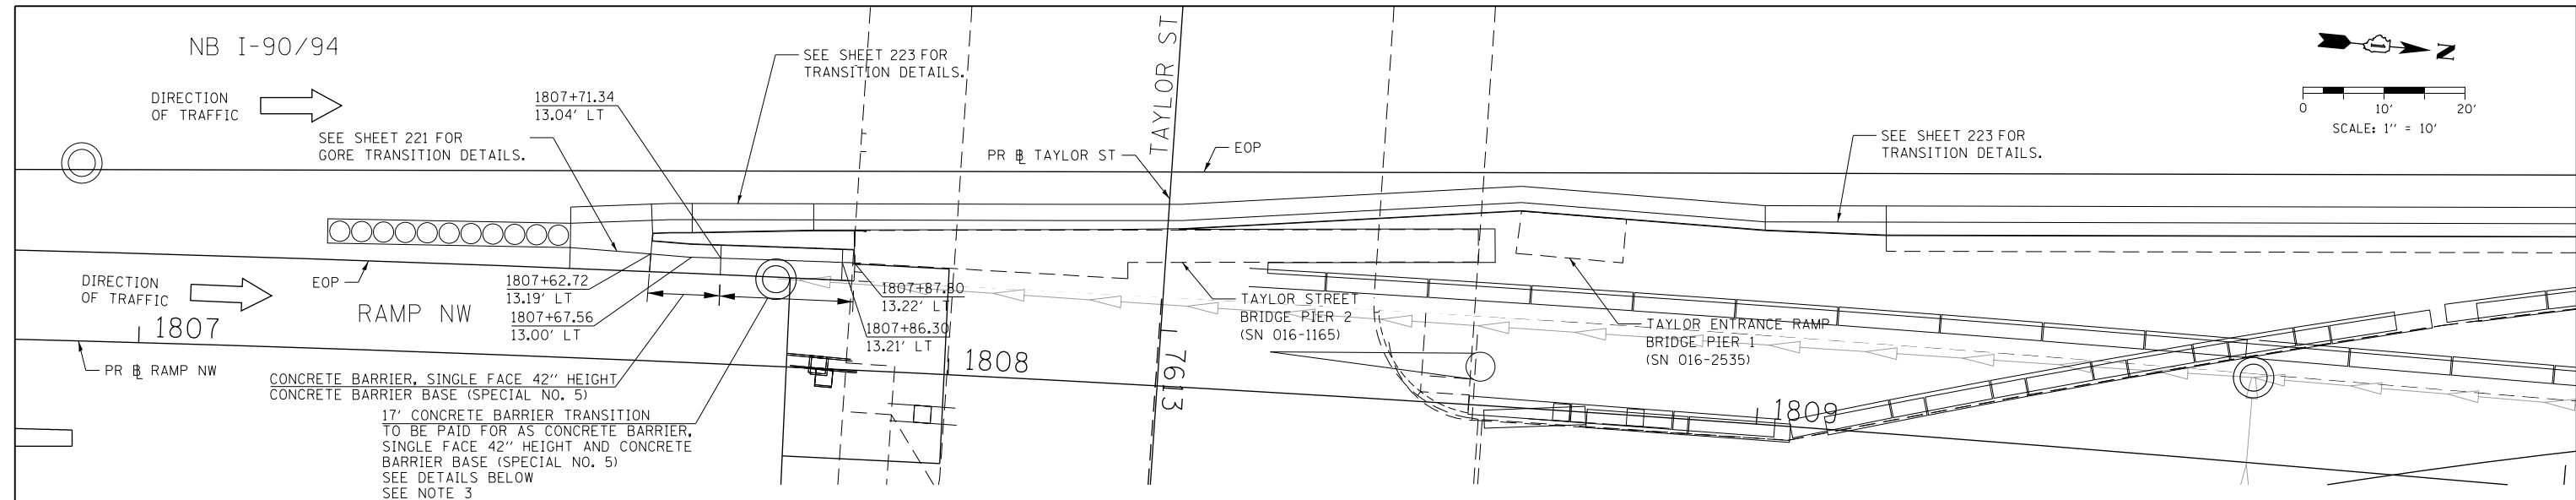 NB I-90/94
DIRECTION
OF TRAFFIC
SEE SHEET 221 FOR
GORE TRANSITION DETAILS.
1807+71.34
13.04' LT
SEE SHEET 223 FOR
TRANSITION DETAILS.
TAYLOR ST
PR ⅊ TAYLOR ST
EOP
SEE SHEET 223 FOR
TRANSITION DETAILS.
N
0 10' 20'
SCALE: 1'' = 10'
DIRECTION
OF TRAFFIC
EOP
RAMP NW
1807+62.72
13.19' LT
1807+67.56
13.00' LT
1807+87.80
13.22' LT
1807+86.30
13.21' LT
TAYLOR STREET
BRIDGE PIER 2
(SN 016-1165)
TAYLOR ENTRANCE RAMP
BRIDGE PIER 1
(SN 016-2535)
1807
1808
7613
1809
PR ⅊ RAMP NW
CONCRETE BARRIER, SINGLE FACE 42'' HEIGHT
CONCRETE BARRIER BASE (SPECIAL NO. 5)
17' CONCRETE BARRIER TRANSITION
TO BE PAID FOR AS CONCRETE BARRIER,
SINGLE FACE 42'' HEIGHT AND CONCRETE
BARRIER BASE (SPECIAL NO. 5)
SEE DETAILS BELOW
SEE NOTE 3